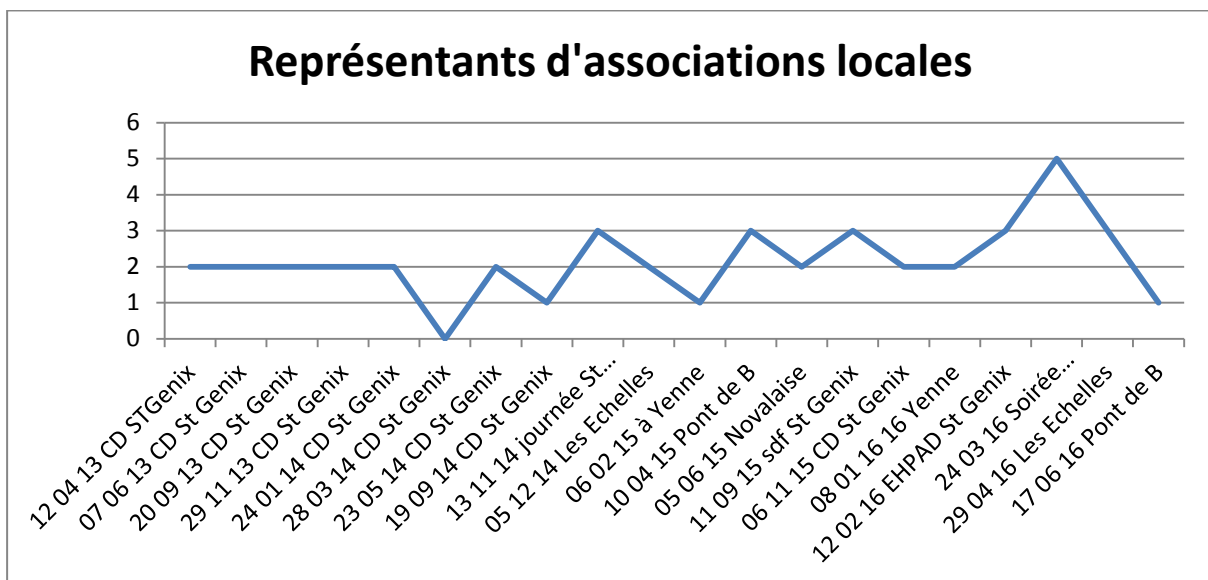 Représentants d'associations locales
6
5
4
3
2
1
0
12 04 13 CD STGenix
07 06 13 CD St Genix
20 09 13 CD St Genix
29 11 13 CD St Genix
24 01 14 CD St Genix
28 03 14 CD St Genix
23 05 14 CD St Genix
19 09 14 CD St Genix
13 11 14 journée St...
05 12 14 Les Echelles
06 02 15 à Yenne
10 04 15 Pont de B
05 06 15 Novalaise
11 09 15 sdf St Genix
06 11 15 CD St Genix
08 01 16 16 Yenne
12 02 16 EHPAD St Genix
24 03 16 Soirée...
29 04 16 Les Echelles
17 06 16 Pont de B